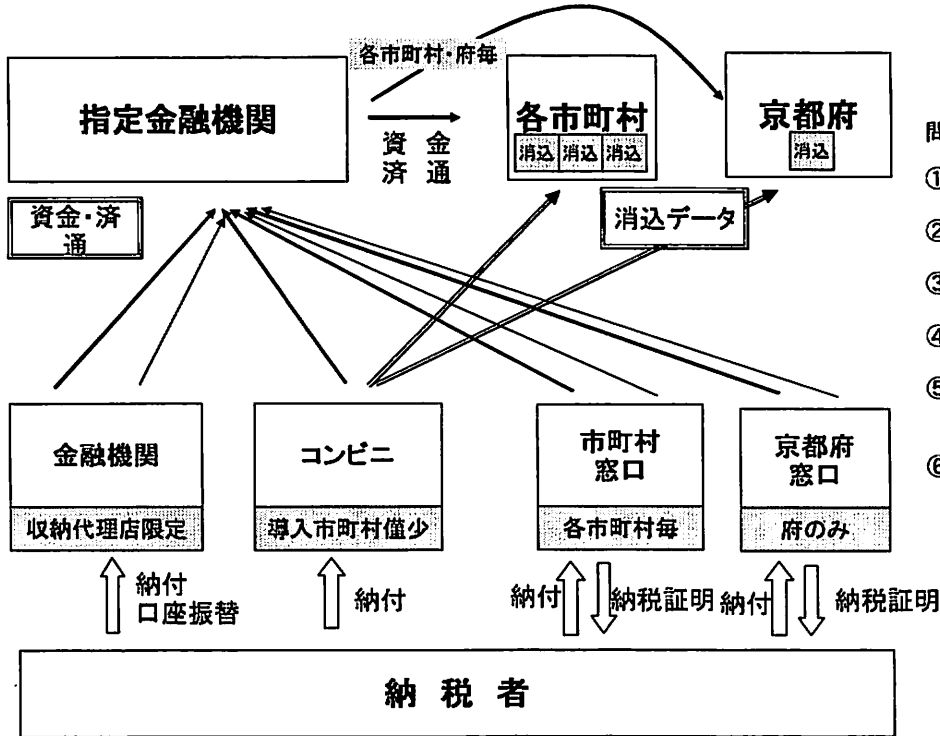 各市町村・府毎
指定金融機関
各市町村
京都府
消込 消込 消込
消込
資 金
済 通
資金・済
通
消込データ
問
①
②
③
④
⑤
⑥
金融機関
コンビニ
市町村
窓口
京都府
窓口
収納代理店限定
導入市町村僅少
各市町村毎
府のみ
納付
口座振替
納付
納付
納税証明
納付
納税証明
納 税 者